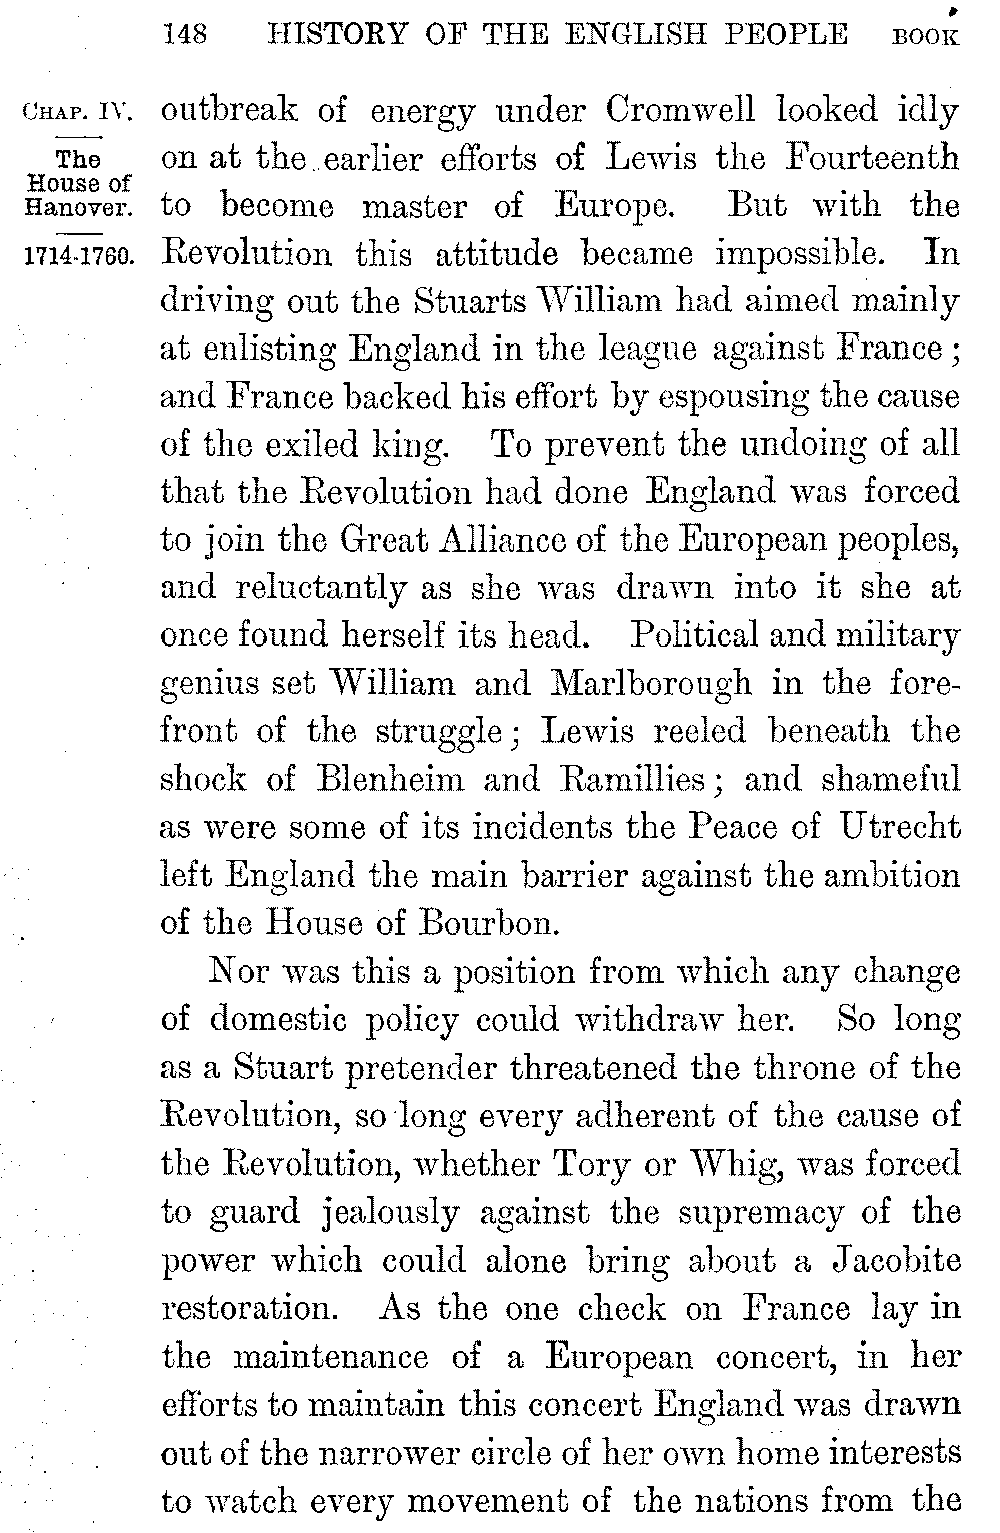 148 HISTORY OF THE ENGLISH PEOPLE BOOK
CHAP. IV.
The
House of
Hanover.
1714-1760.
outbreak of energy under Cromwell looked idly
on at the earlier efforts of Lewis the Fourteenth
to become master of Europe. But with the
Revolution this attitude became impossible. In
driving out the Stuarts William had aimed mainly
at enlisting England in the league against France;
and France backed his effort by espousing the cause
of the exiled king. To prevent the undoing of all
that the Revolution had done England was forced
to join the Great Alliance of the European peoples,
and reluctantly as she was drawn into it she at
once found herself its head. Political and military
genius set William and Marlborough in the fore-
front of the struggle; Lewis reeled beneath the
shock of Blenheim and Ramillies; and shameful
as were some of its incidents the Peace of Utrecht
left England the main barrier against the ambition
of the House of Bourbon.
Nor was this a position from which any change
of domestic policy could withdraw her. So long
as a Stuart pretender threatened the throne of the
Revolution, so long every adherent of the cause of
the Revolution, whether Tory or Whig, was forced
to guard jealously against the supremacy of the
power which could alone bring about a Jacobite
restoration. As the one check on France lay in
the maintenance of a European concert, in her
efforts to maintain this concert England was drawn
out of the narrower circle of her own home interests
to watch every movement of the nations from the